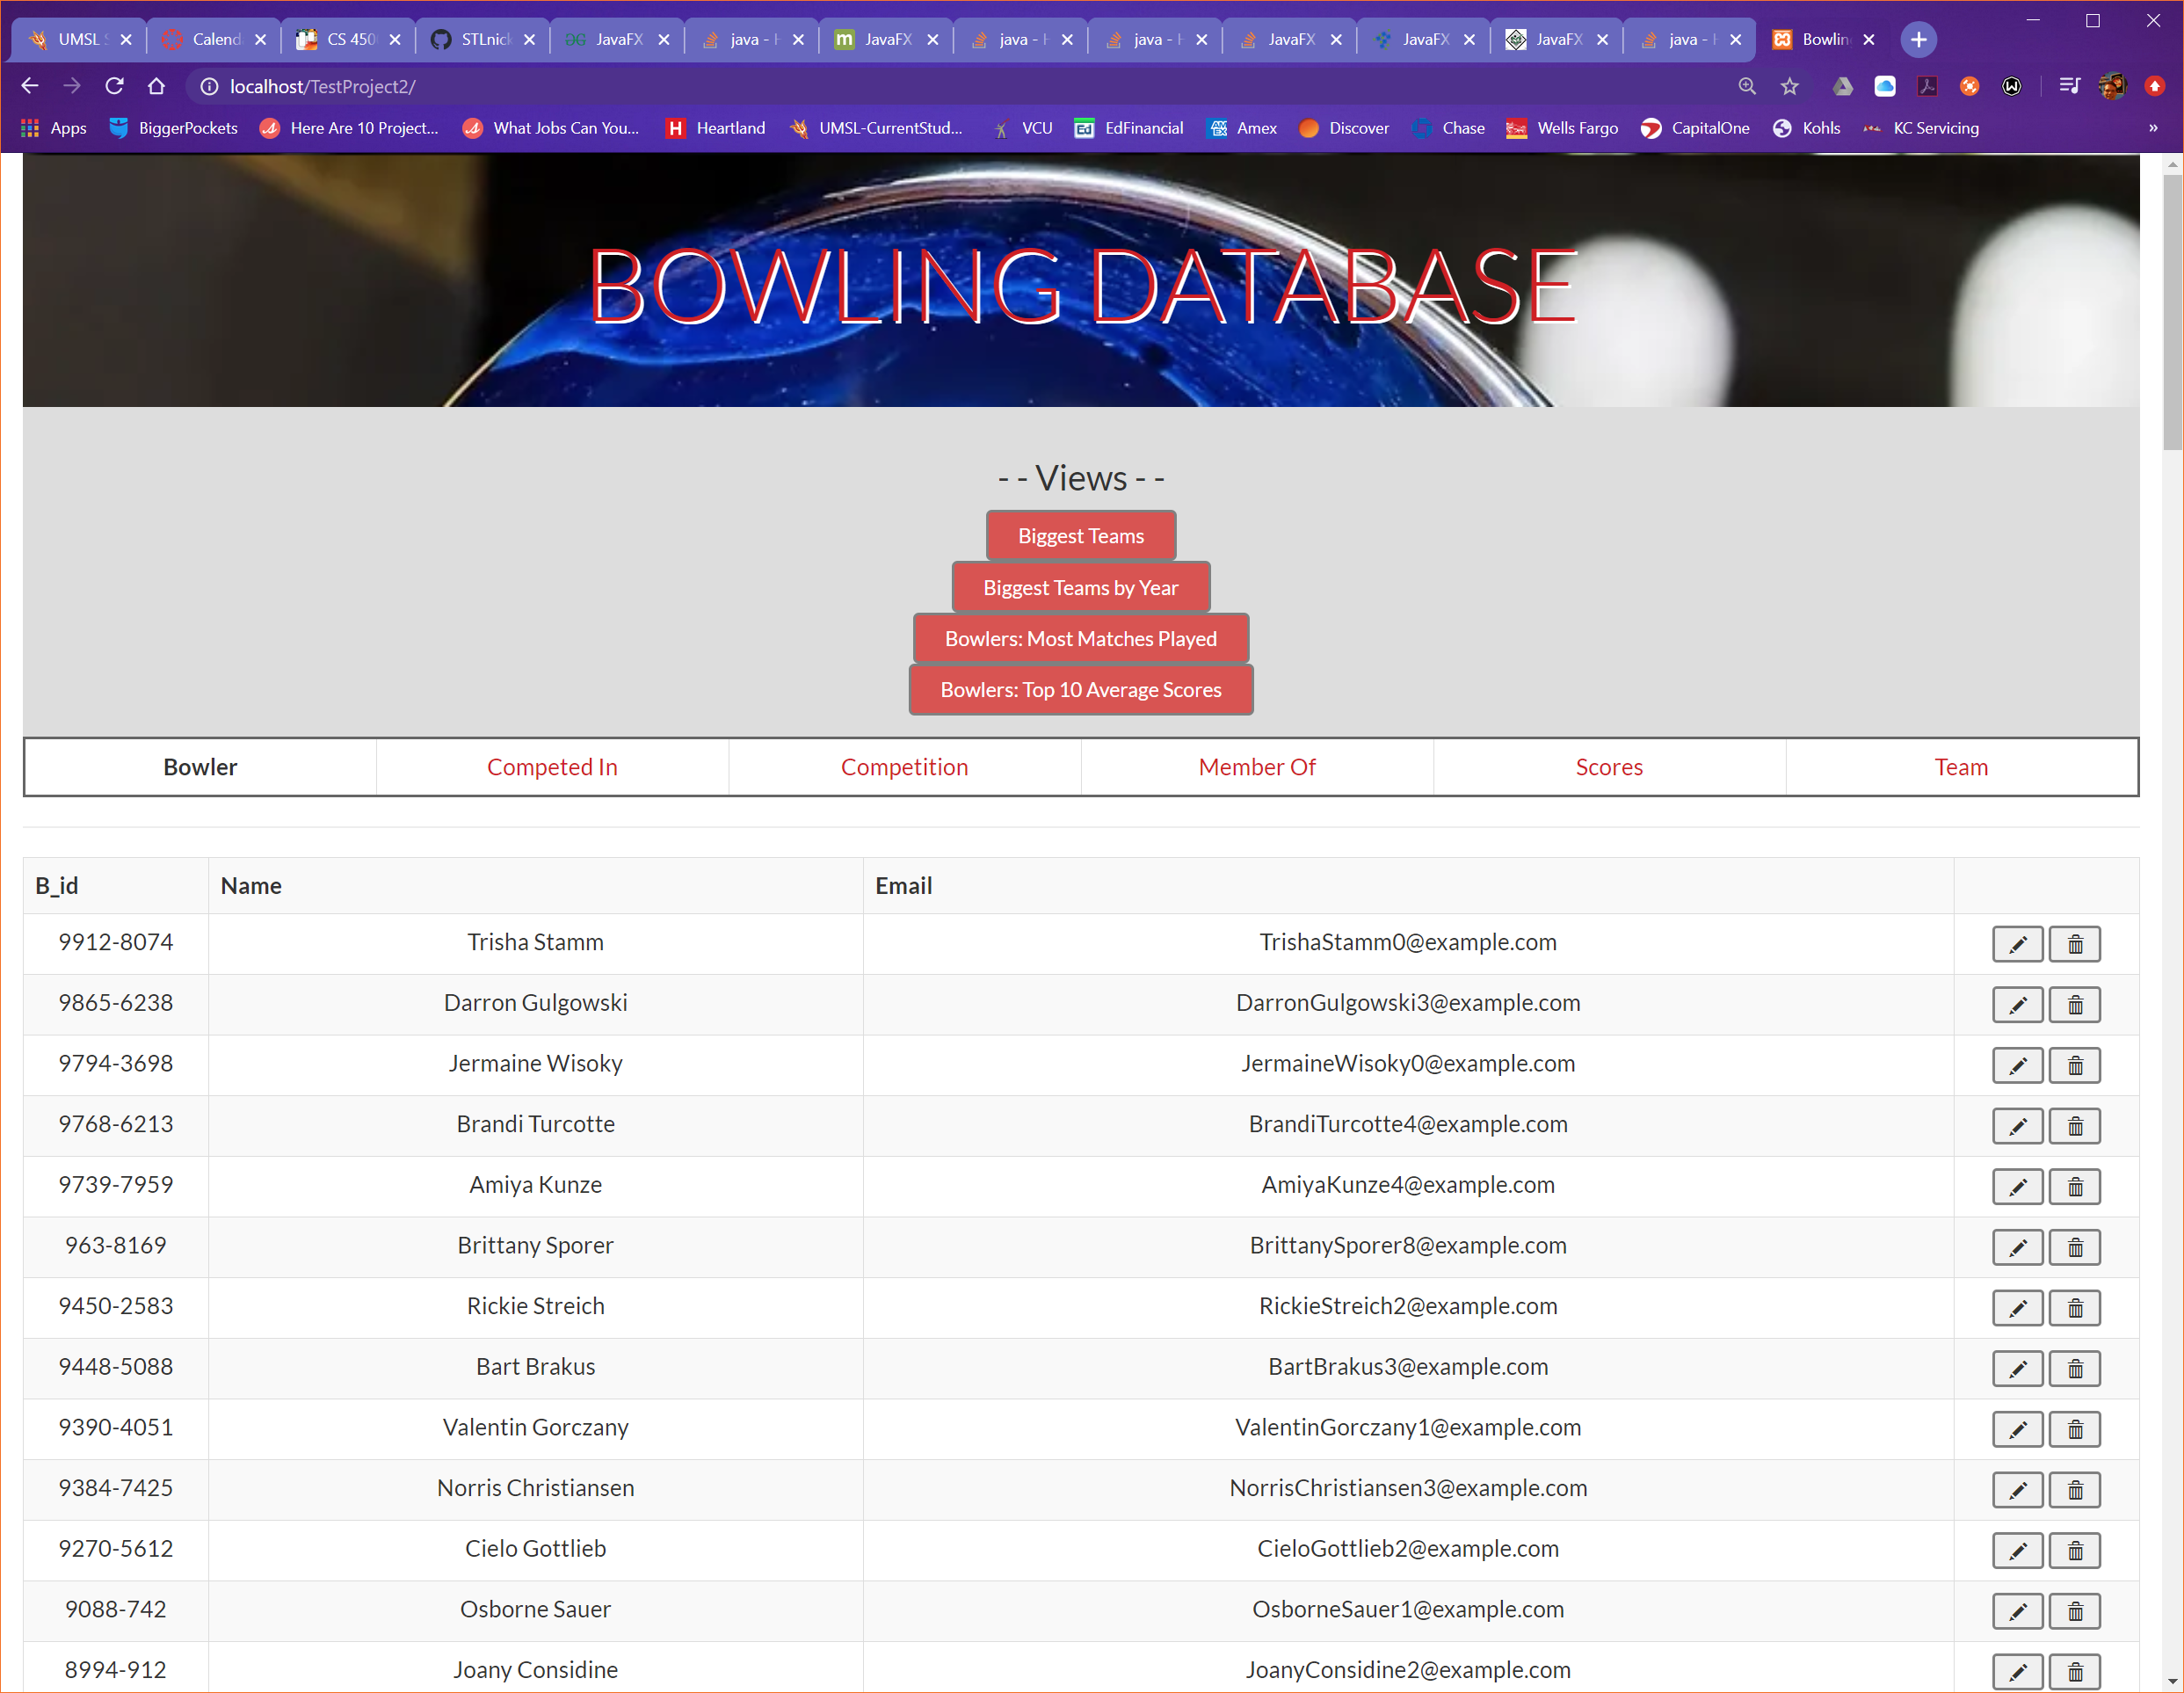 UMSL S
Calend
CS 450
STLnick
JavaFX
java - H
JavaFX
java - H
java - H
JavaFX
JavaFX
JavaFX
java - H
Bowlin
localhost/TestProject2/
Apps BiggerPockets Here Are 10 Project... What Jobs Can You... Heartland UMSL-CurrentStud... VCU EdFinancial Amex Discover Chase Wells Fargo CapitalOne Kohls KC Servicing »
BOWLING DATABASE
- - Views - -
Biggest Teams
Biggest Teams by Year
Bowlers: Most Matches Played
Bowlers: Top 10 Average Scores
Bowler Competed In Competition Member Of Scores Team
B_id Name Email
9912-8074 Trisha Stamm TrishaStamm0@example.com
9865-6238 Darron Gulgowski DarronGulgowski3@example.com
9794-3698 Jermaine Wisoky JermaineWisoky0@example.com
9768-6213 Brandi Turcotte BrandiTurcotte4@example.com
9739-7959 Amiya Kunze AmiyaKunze4@example.com
963-8169 Brittany Sporer BrittanySporer8@example.com
9450-2583 Rickie Streich RickieStreich2@example.com
9448-5088 Bart Brakus BartBrakus3@example.com
9390-4051 Valentin Gorczany ValentinGorczany1@example.com
9384-7425 Norris Christiansen NorrisChristiansen3@example.com
9270-5612 Cielo Gottlieb CieloGottlieb2@example.com
9088-742 Osborne Sauer OsborneSauer1@example.com
8994-912 Joany Considine JoanyConsidine2@example.com